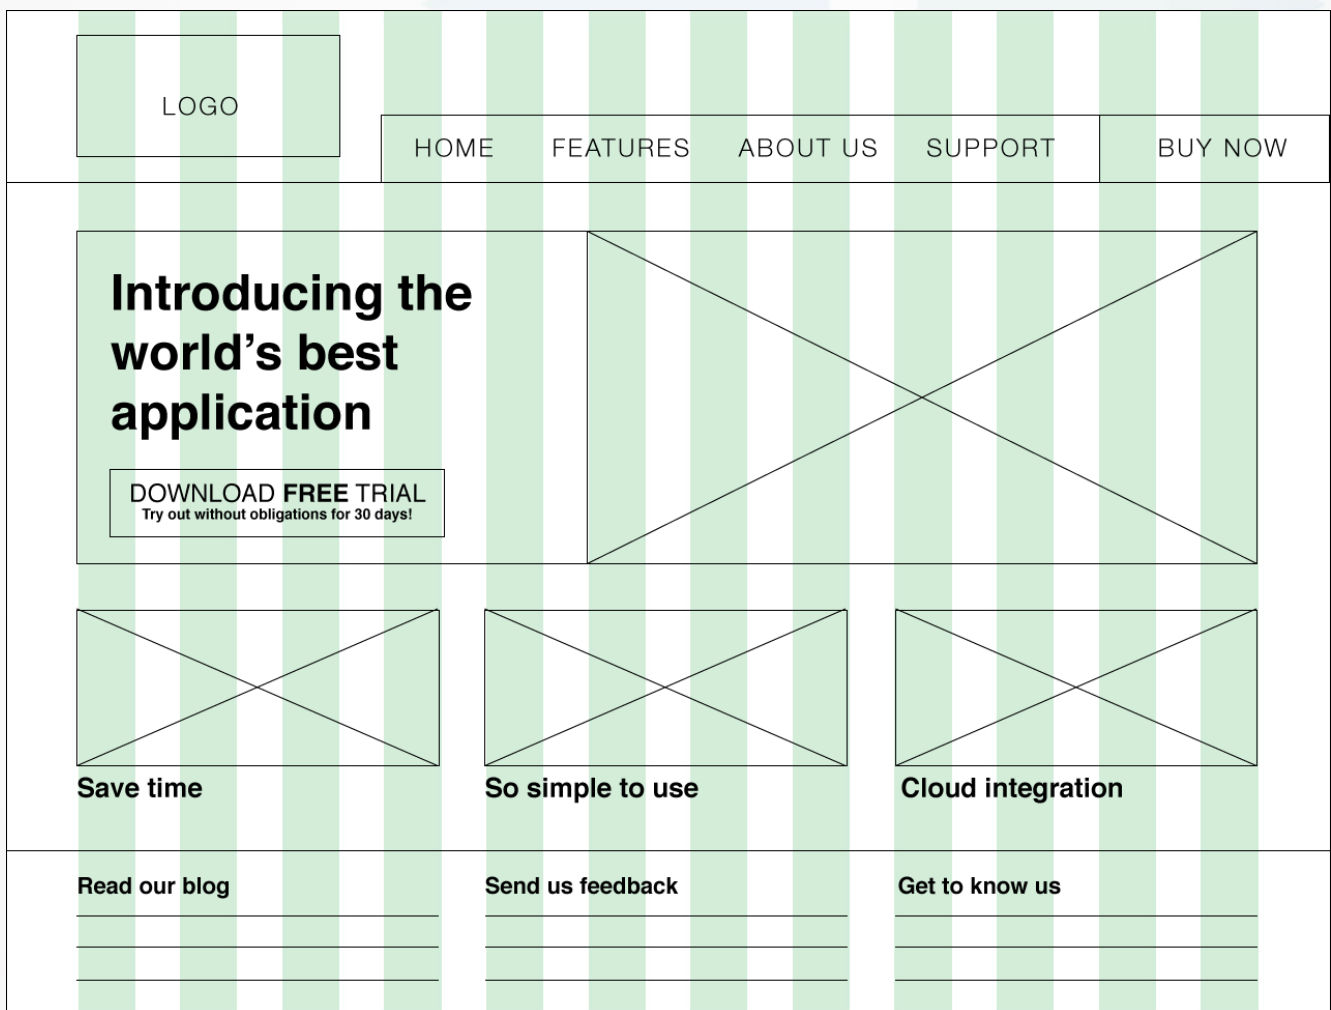 LOGO
HOME FEATURES ABOUT US SUPPORT BUY NOW
Introducing the
world’s best
application
DOWNLOAD FREE TRIAL
Try out without obligations for 30 days!
Save time
So simple to use
Cloud integration
Read our blog
Send us feedback
Get to know us